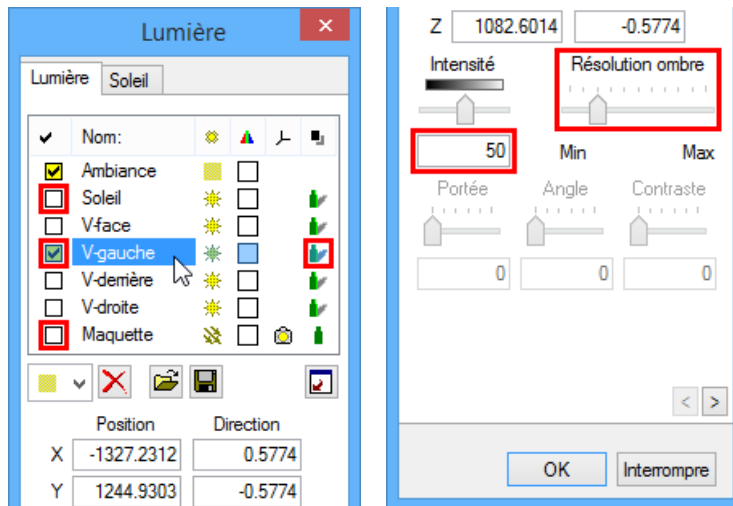 Lumière
Lumière Soleil
Nom:
Ambiance
Soleil
V-face
V-gauche
V-derrière
V-droite
Maquette
Position Direction
X -1327.2312 0.5774
Y 1244.9303 -0.5774
Z 1082.6014 -0.5774
Intensité Résolution ombre
50 Min Max
Portée Angle Contraste
0 0 0
< >
OK Interrompre